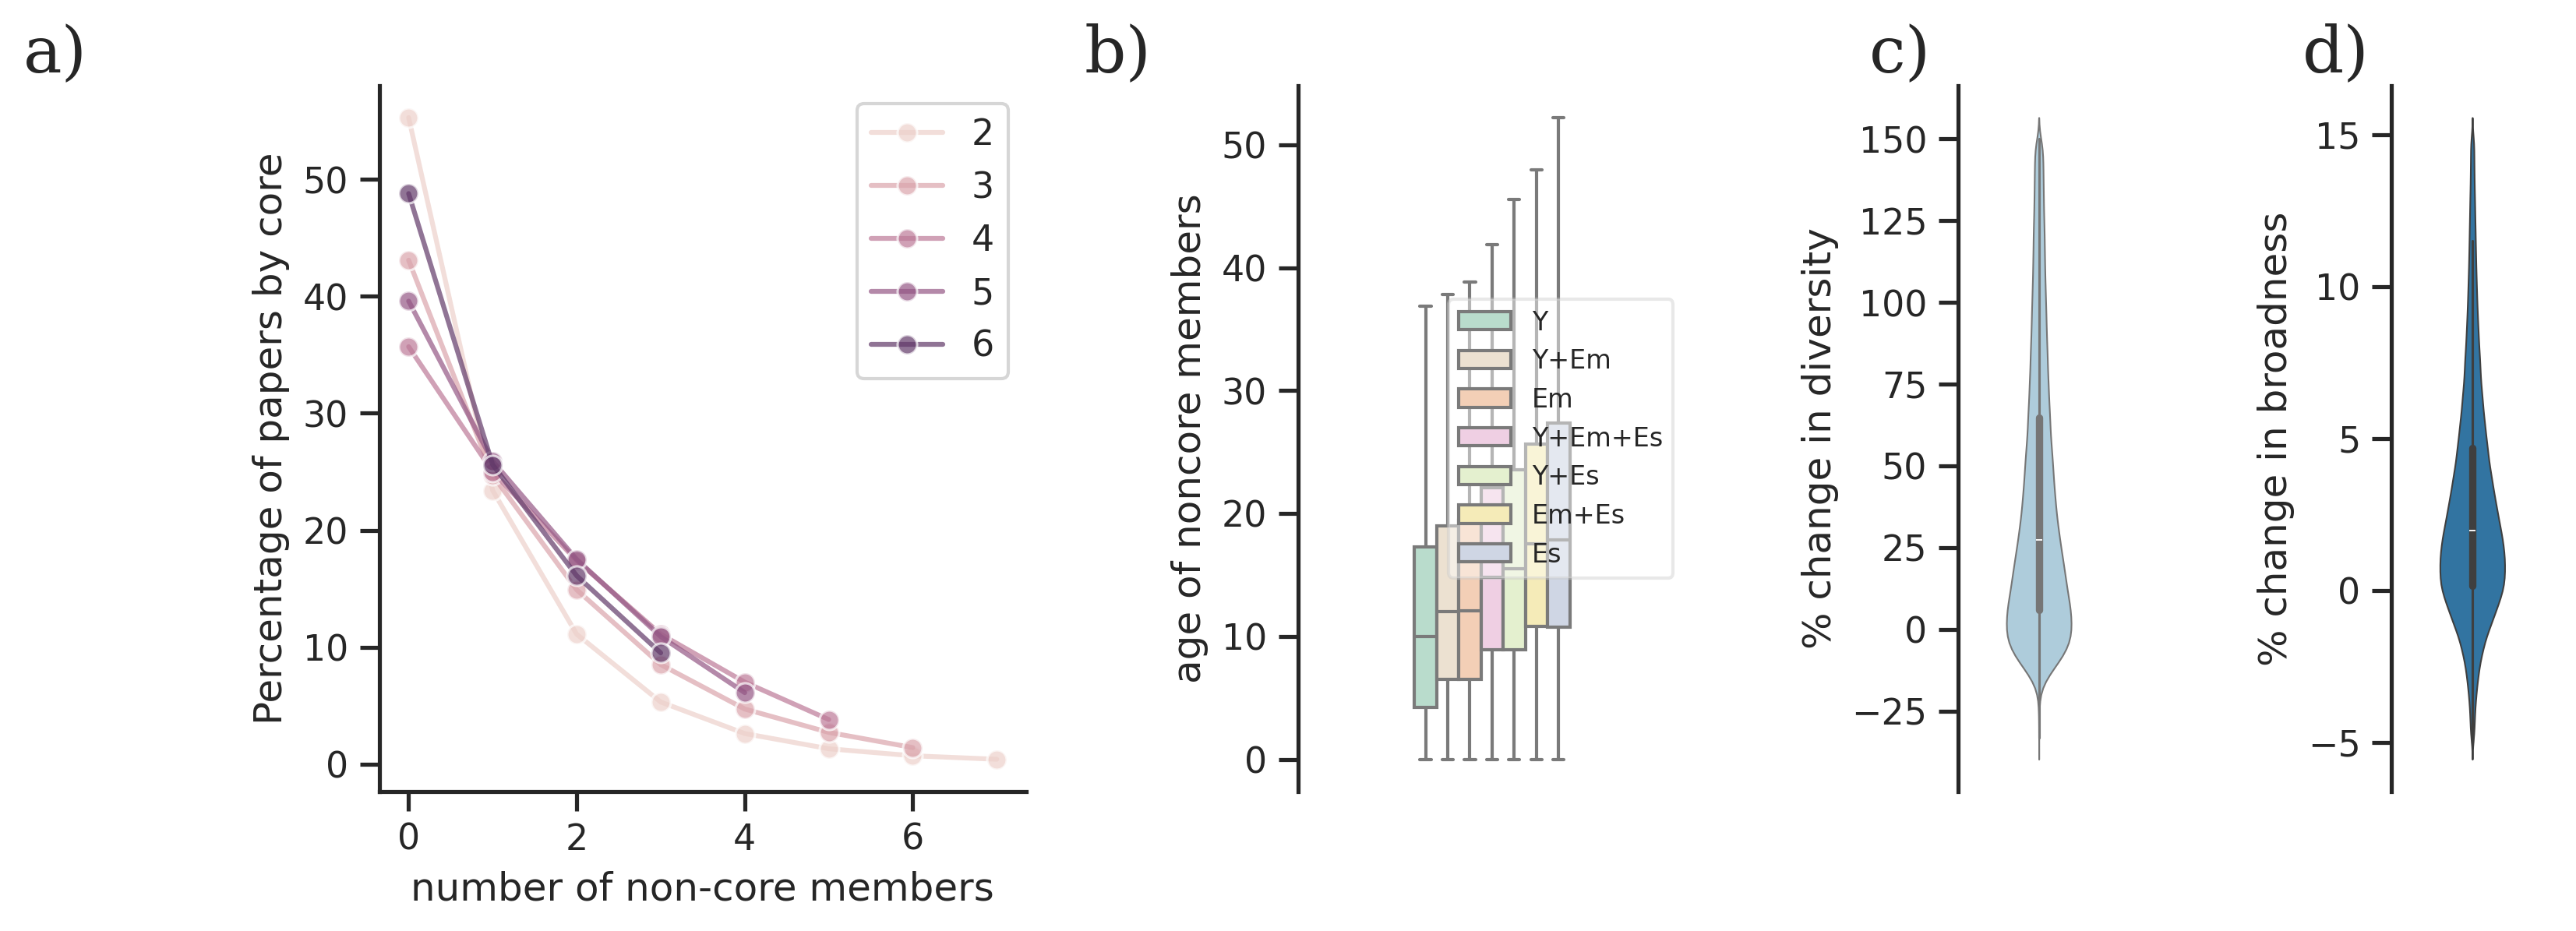 a)
Percentage of papers by core
50
40
30
20
10
0
0 2 4 6
number of non-core members
2
3
4
5
6
b)
age of noncore members
50
40
30
20
10
0
Y
Y+Em
Em
Y+Em+Es
Y+Es
Em+Es
Es
c)
% change in diversity
150
125
100
75
50
25
0
−25
d)
% change in broadness
15
10
5
0
−5